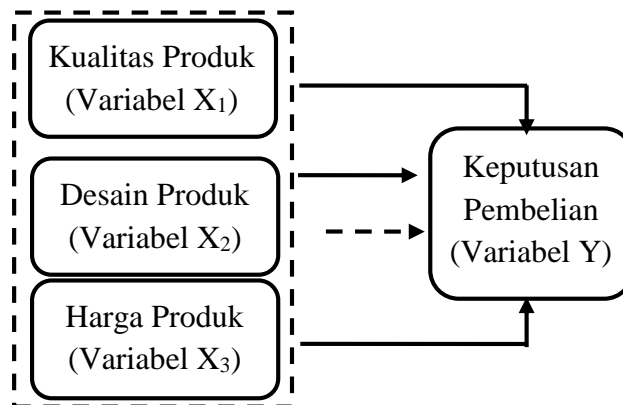 Kualitas Produk
(Variabel X₁)
Desain Produk
(Variabel X₂)
Harga Produk
(Variabel X₃)
Keputusan
Pembelian
(Variabel Y)